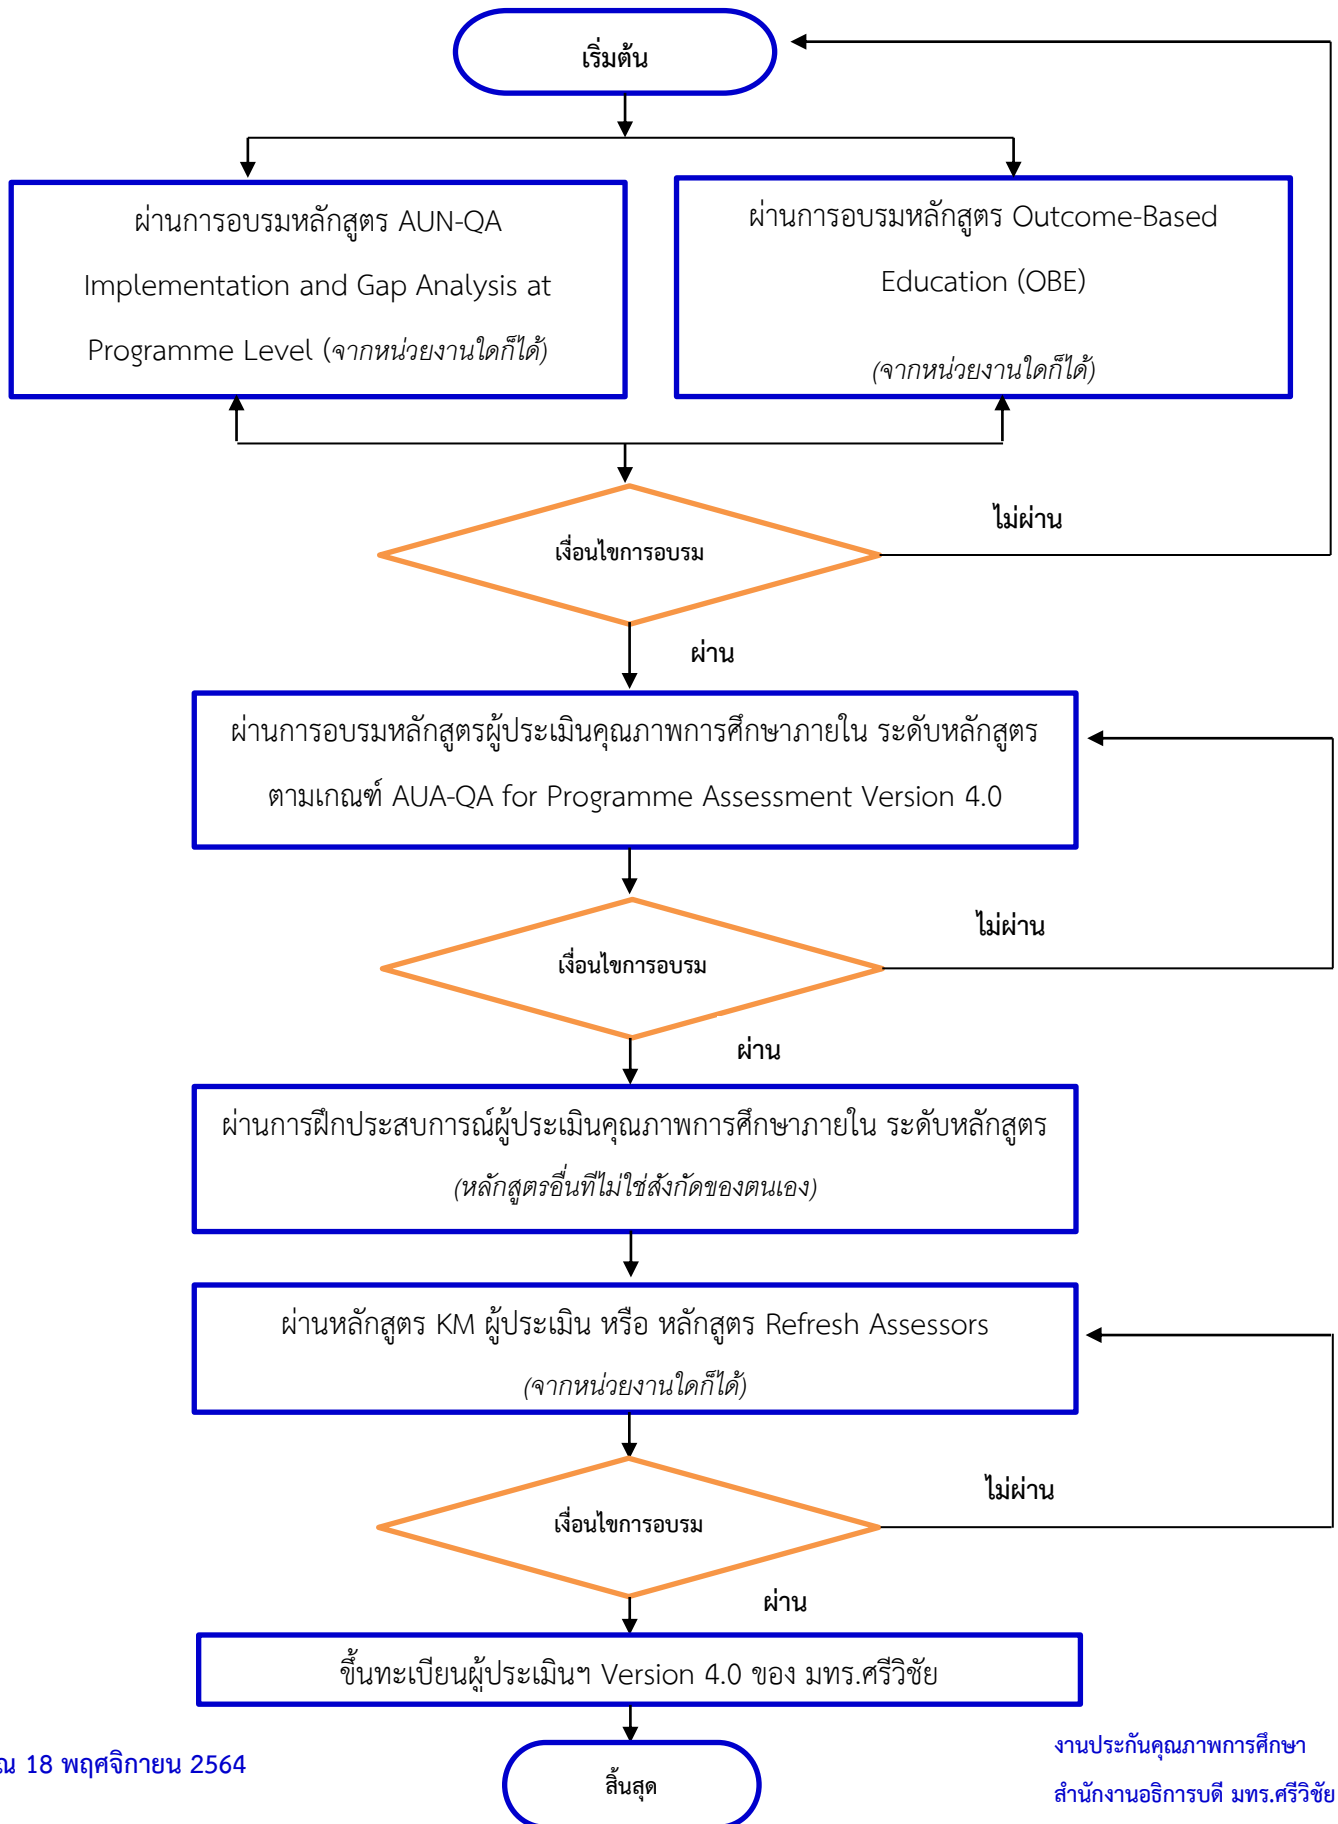 เริ่มต้น
ผ่านการอบรมหลักสูตร AUN-QA
Implementation and Gap Analysis at
Programme Level (จากหน่วยงานใดก็ได้)
ผ่านการอบรมหลักสูตร Outcome-Based
Education (OBE)
(จากหน่วยงานใดก็ได้)
เงื่อนไขการอบรม
ไม่ผ่าน
ผ่าน
ผ่านการอบรมหลักสูตรผู้ประเมินคุณภาพการศึกษาภายใน ระดับหลักสูตร
ตามเกณฑ์ AUA-QA for Programme Assessment Version 4.0
ไม่ผ่าน
เงื่อนไขการอบรม
ผ่าน
ผ่านการฝึกประสบการณ์ผู้ประเมินคุณภาพการศึกษาภายใน ระดับหลักสูตร
(หลักสูตรอื่นที่ไม่ใช่สังกัดของตนเอง)
ผ่านหลักสูตร KM ผู้ประเมิน หรือ หลักสูตร Refresh Assessors
(จากหน่วยงานใดก็ได้)
ไม่ผ่าน
เงื่อนไขการอบรม
ผ่าน
ขึ้นทะเบียนผู้ประเมินฯ Version 4.0 ของ มทร.ศรีวิชัย
ณ 18 พฤศจิกายน 2564
สิ้นสุด
งานประกันคุณภาพการศึกษา
สำนักงานอธิการบดี มทร.ศรีวิชัย